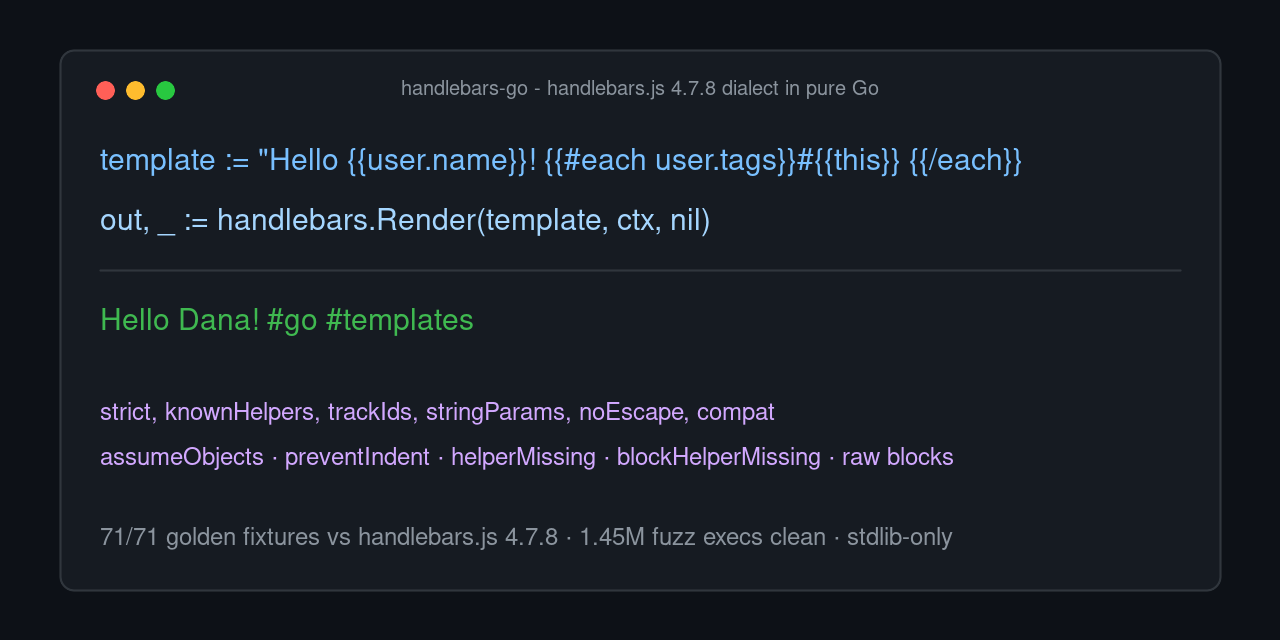 handlebars-go - handlebars.js 4.7.8 dialect in pure Go
template := "Hello {{user.name}}! {{#each user.tags}}#{{this}} {{/each}}
out, _ := handlebars.Render(template, ctx, nil)
Hello Dana! #go #templates
strict, knownHelpers, trackIds, stringParams, noEscape, compat
assumeObjects · preventIndent · helperMissing · blockHelperMissing · raw blocks
71/71 golden fixtures vs handlebars.js 4.7.8 · 1.45M fuzz execs clean · stdlib-only